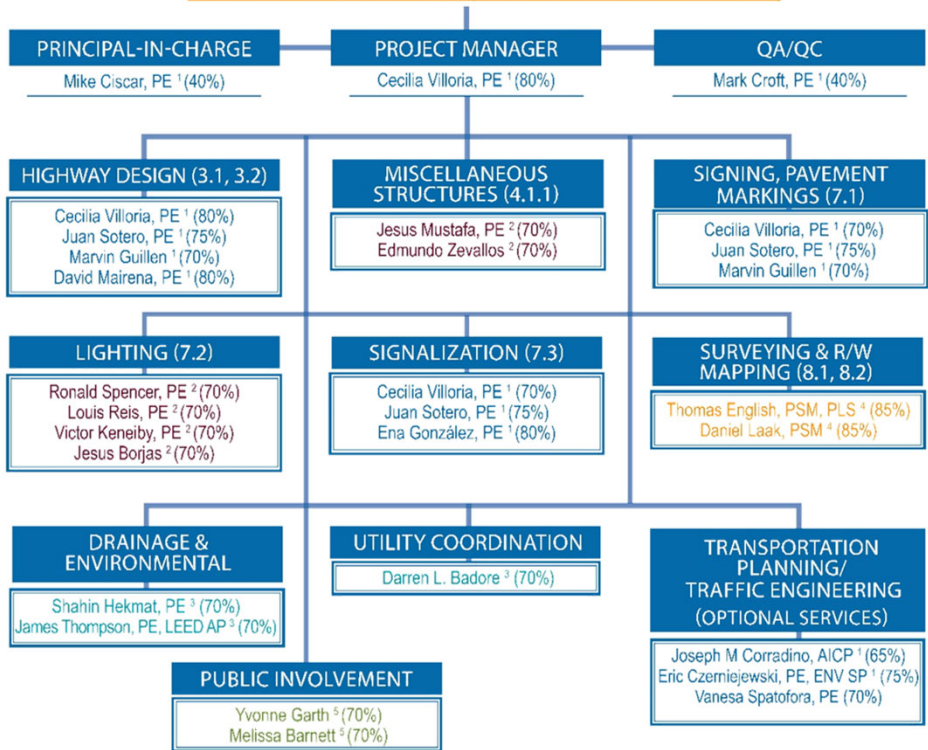 PRINCIPAL-IN-CHARGE
Mike Ciscar, PE ¹ (40%)
PROJECT MANAGER
Cecilia Villoria, PE ¹ (80%)
QA/QC
Mark Croft, PE ¹ (40%)
HIGHWAY DESIGN (3.1, 3.2)
Cecilia Villoria, PE ¹ (80%)
Juan Sotero, PE ¹ (75%)
Marvin Guillen ¹ (70%)
David Mairena, PE ¹ (80%)
MISCELLANEOUS
STRUCTURES (4.1.1)
Jesus Mustafa, PE ² (70%)
Edmundo Zevallos ² (70%)
SIGNING, PAVEMENT
MARKINGS (7.1)
Cecilia Villoria, PE ¹ (70%)
Juan Sotero, PE ¹ (75%)
Marvin Guillen ¹ (70%)
LIGHTING (7.2)
Ronald Spencer, PE ² (70%)
Louis Reis, PE ² (70%)
Victor Keneiby, PE ² (70%)
Jesus Borjas ² (70%)
SIGNALIZATION (7.3)
Cecilia Villoria, PE ¹ (70%)
Juan Sotero, PE ¹ (75%)
Ena González, PE ¹ (80%)
SURVEYING & R/W
MAPPING (8.1, 8.2)
Thomas English, PSM, PLS ⁴ (85%)
Daniel Laak, PSM ⁴ (85%)
DRAINAGE &
ENVIRONMENTAL
Shahin Hekmat, PE ³ (70%)
James Thompson, PE, LEED AP ³ (70%)
UTILITY COORDINATION
Darren L. Badore ³ (70%)
TRANSPORTATION
PLANNING/
TRAFFIC ENGINEERING
(OPTIONAL SERVICES)
Joseph M Corradino, AICP ¹ (65%)
Eric Czerniejewski, PE, ENV SP ¹ (75%)
Vanesa Spatofora, PE (70%)
PUBLIC INVOLVEMENT
Yvonne Garth ⁵ (70%)
Melissa Barnett ⁵ (70%)